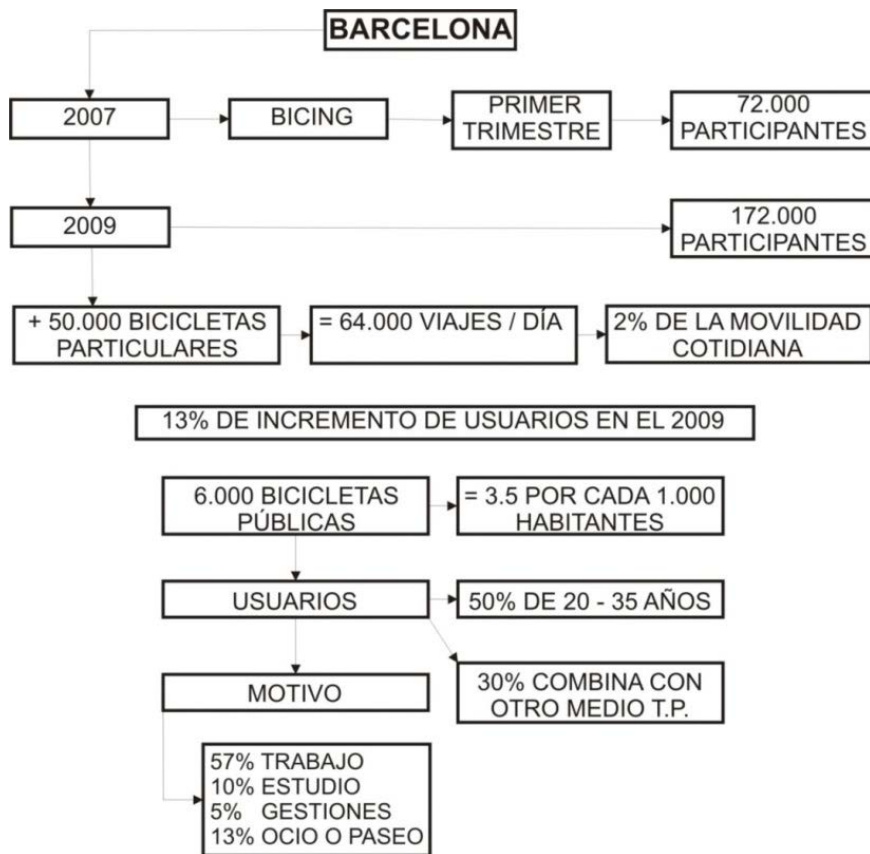 BARCELONA
2007
BICING
PRIMER
TRIMESTRE
72.000
PARTICIPANTES
2009
172.000
PARTICIPANTES
+ 50.000 BICICLETAS
PARTICULARES
= 64.000 VIAJES / DÍA
2% DE LA MOVILIDAD
COTIDIANA
13% DE INCREMENTO DE USUARIOS EN EL 2009
6.000 BICICLETAS
PÚBLICAS
= 3.5 POR CADA 1.000
HABITANTES
USUARIOS
50% DE 20 - 35 AÑOS
MOTIVO
30% COMBINA CON
OTRO MEDIO T.P.
57% TRABAJO
10% ESTUDIO
5% GESTIONES
13% OCIO O PASEO